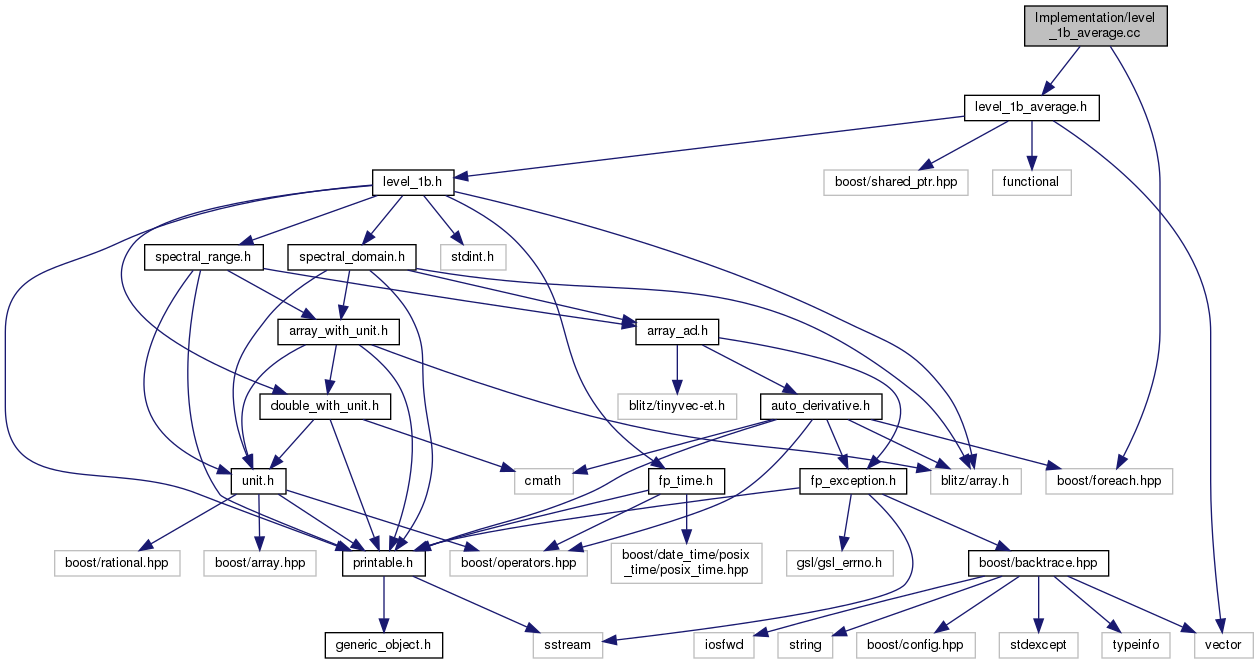 Implementation/level
_1b_average.cc
level_1b_average.h
level_1b.h
boost/shared_ptr.hpp
functional
spectral_range.h
spectral_domain.h
stdint.h
array_with_unit.h
array_ad.h
double_with_unit.h
blitz/tinyvec-et.h
auto_derivative.h
unit.h
cmath
fp_time.h
fp_exception.h
blitz/array.h
boost/foreach.hpp
boost/rational.hpp
boost/array.hpp
printable.h
boost/operators.hpp
boost/date_time/posix
_time/posix_time.hpp
gsl/gsl_errno.h
boost/backtrace.hpp
generic_object.h
sstream
iosfwd
string
boost/config.hpp
stdexcept
typeinfo
vector